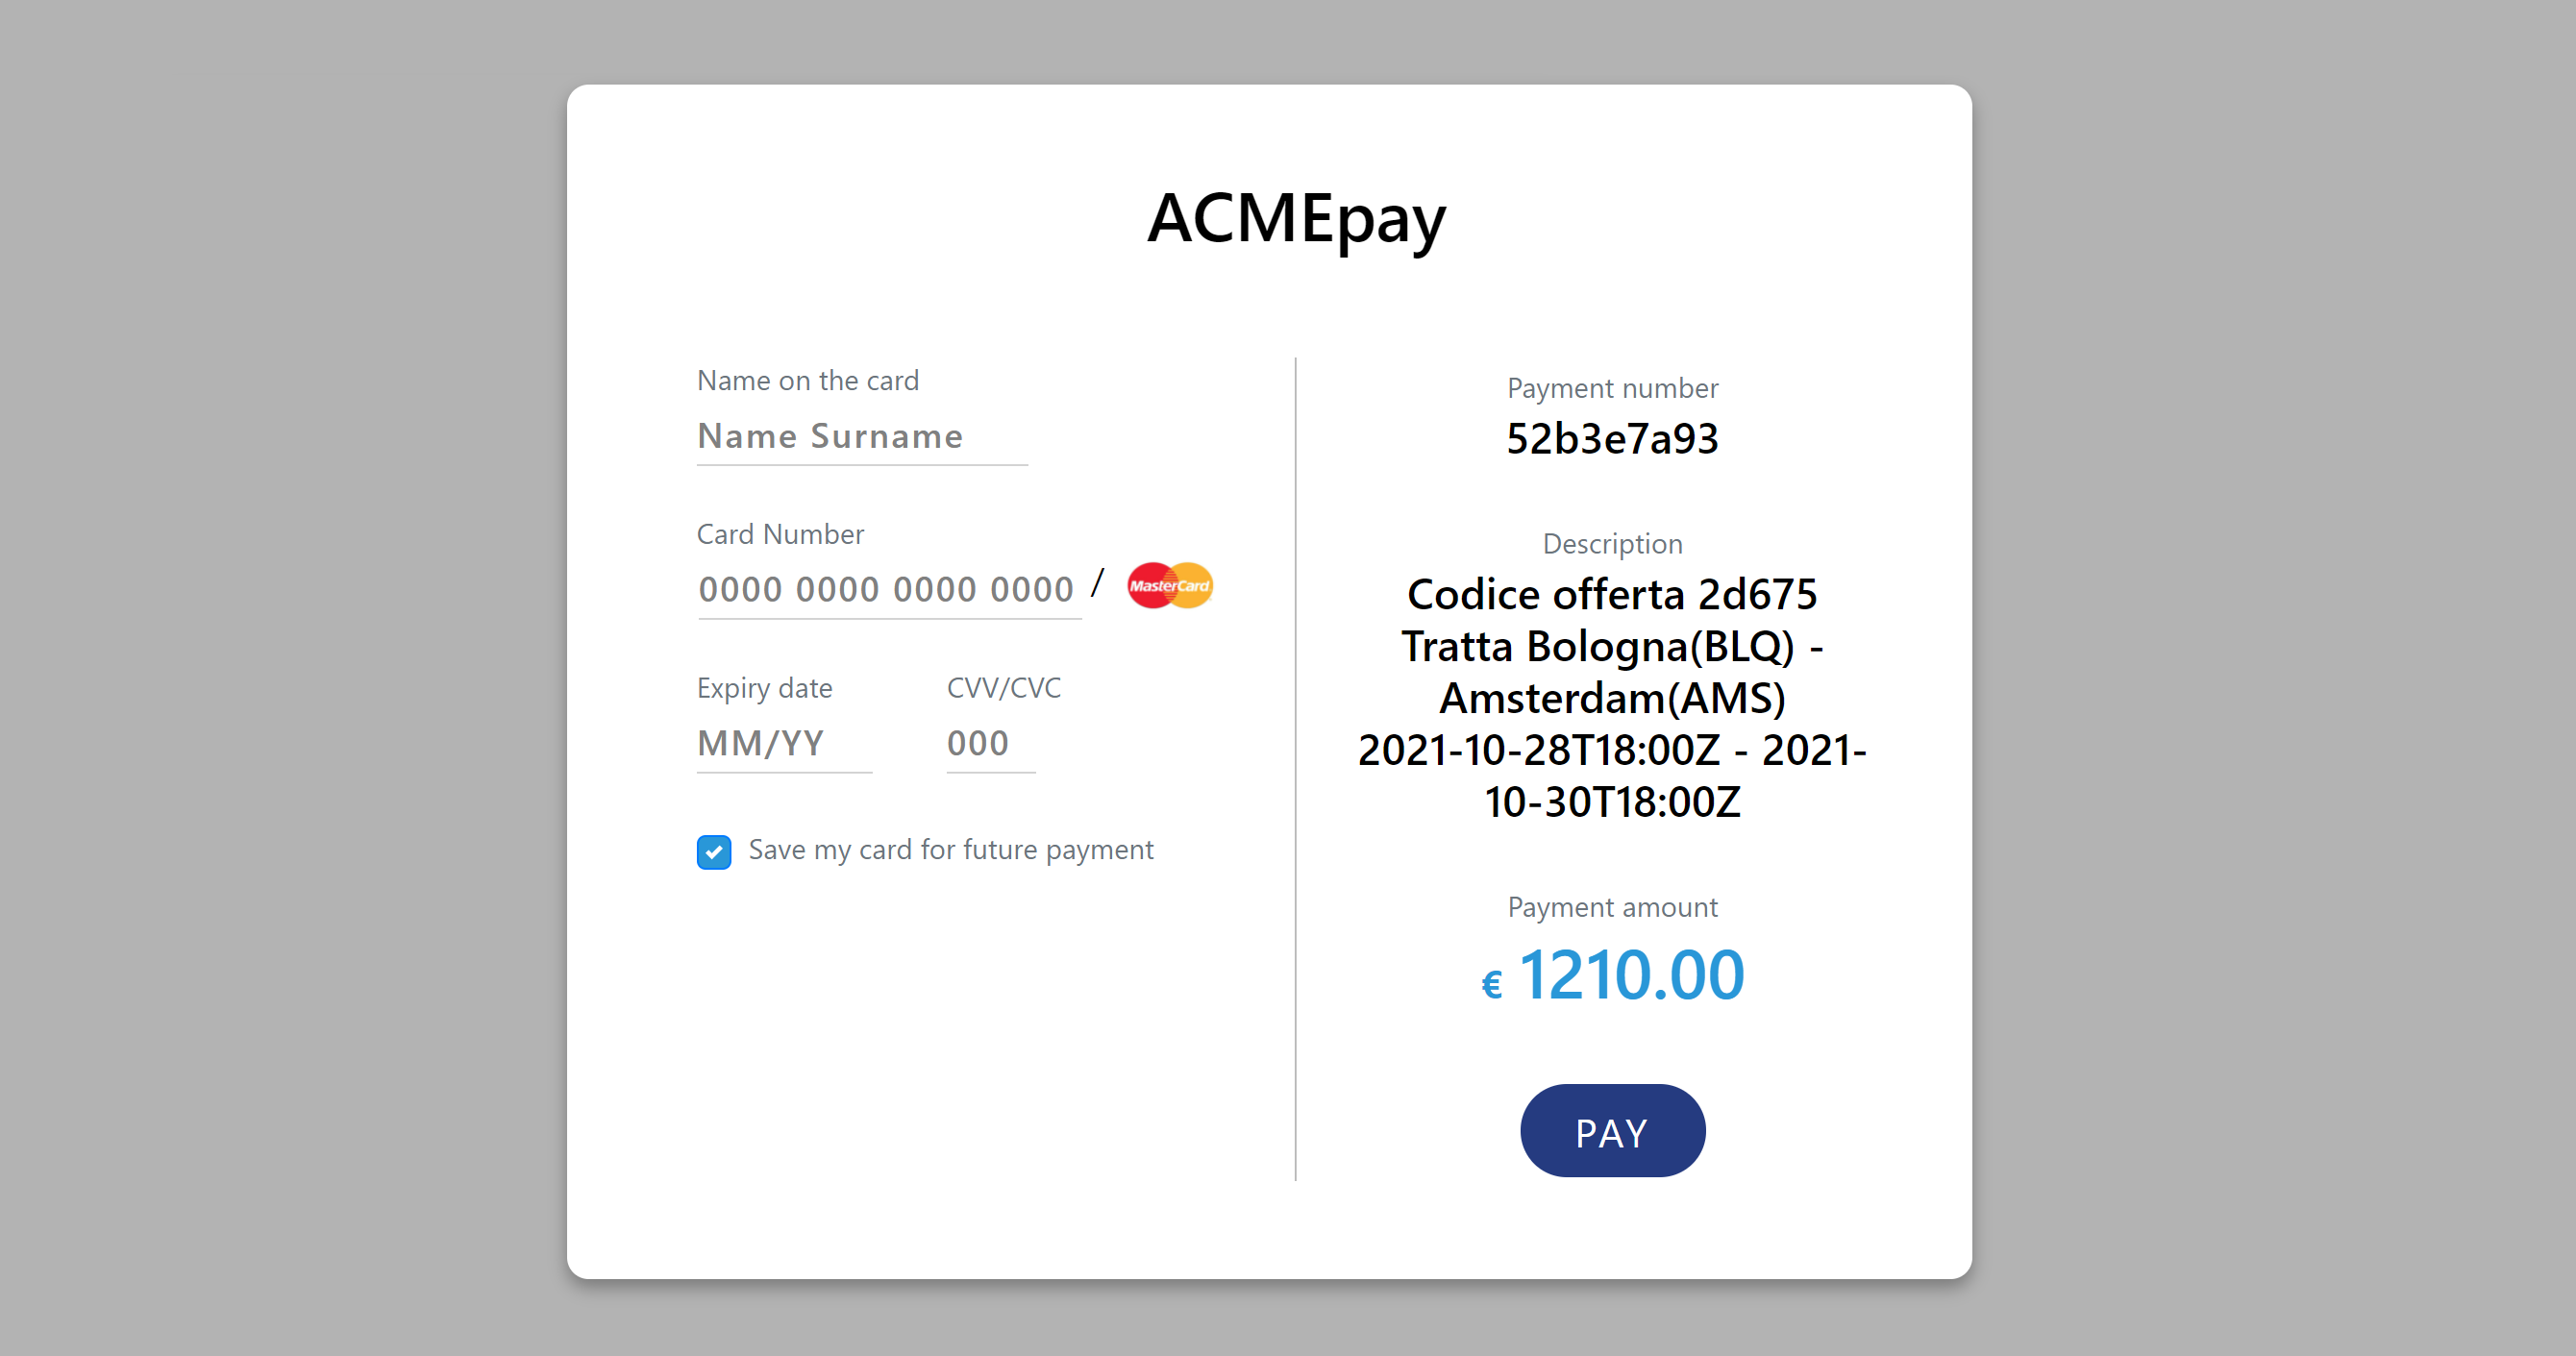 ACMEpay
Name on the card
Name Surname
Card Number
0000 0000 0000 0000 / MasterCard
Expiry date CVV/CVC
MM/YY 000
Save my card for future payment
Payment number
52b3e7a93
Description
Codice offerta 2d675
Tratta Bologna(BLQ) -
Amsterdam(AMS)
2021-10-28T18:00Z - 2021-
10-30T18:00Z
Payment amount
€ 1210.00
PAY